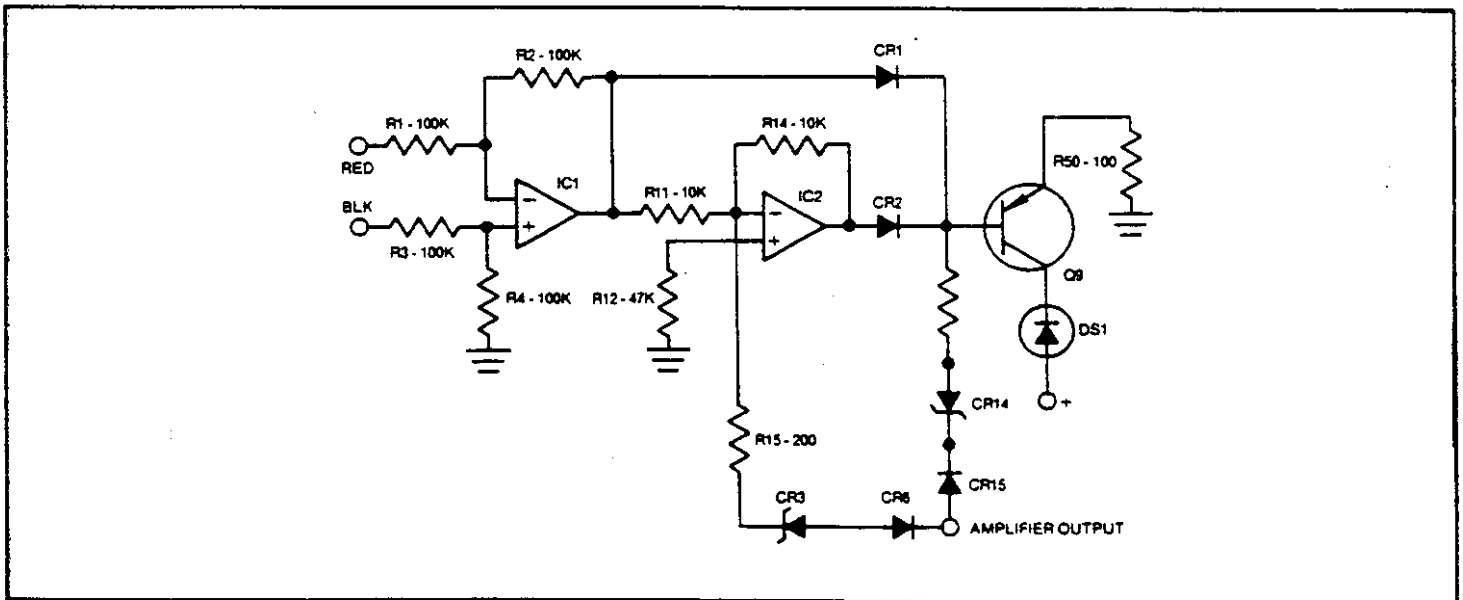 R2 - 100K
CR1
R1 - 100K
R14 - 10K
RED
R50 - 100
IC1
R11 - 10K
IC2
BLK
CR2
−
+
−
+
R3 - 100K
Q9
R4 - 100K
R12 - 47K
DS1
CR14
+
R15 - 200
CR15
CR3
CR6
AMPLIFIER OUTPUT